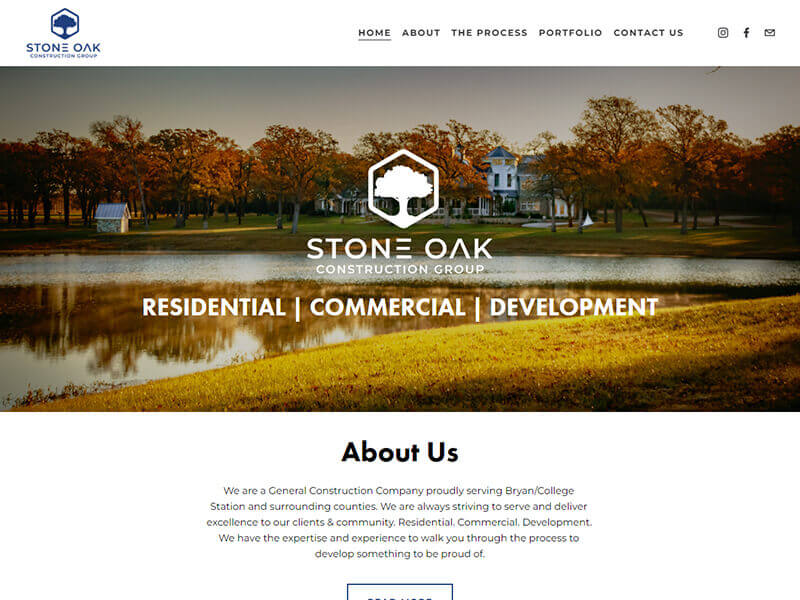 STONE OAK
CONSTRUCTION GROUP
HOME ABOUT THE PROCESS PORTFOLIO CONTACT US
STONE OAK
CONSTRUCTION GROUP
RESIDENTIAL | COMMERCIAL | DEVELOPMENT
About Us
We are a General Construction Company proudly serving Bryan/College
Station and surrounding counties. We are always striving to serve and deliver
excellence to our clients & community. Residential. Commercial. Development.
We have the expertise and experience to walk you through the process to
develop something to be proud of.
READ MORE